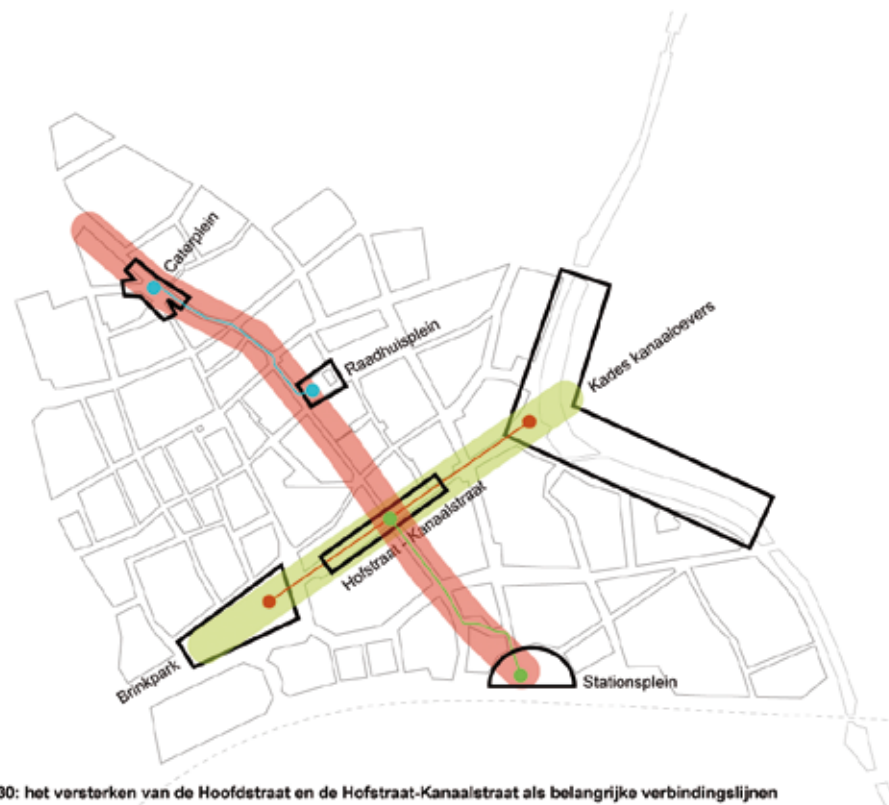 Caterplein
Raadhuisplein
Kades kanaaloevers
Hofstraat - Kanaalstraat
Brinkpark
Stationsplein
30: het versterken van de Hoofdstraat en de Hofstraat-Kanaalstraat als belangrijke verbindingslijnen